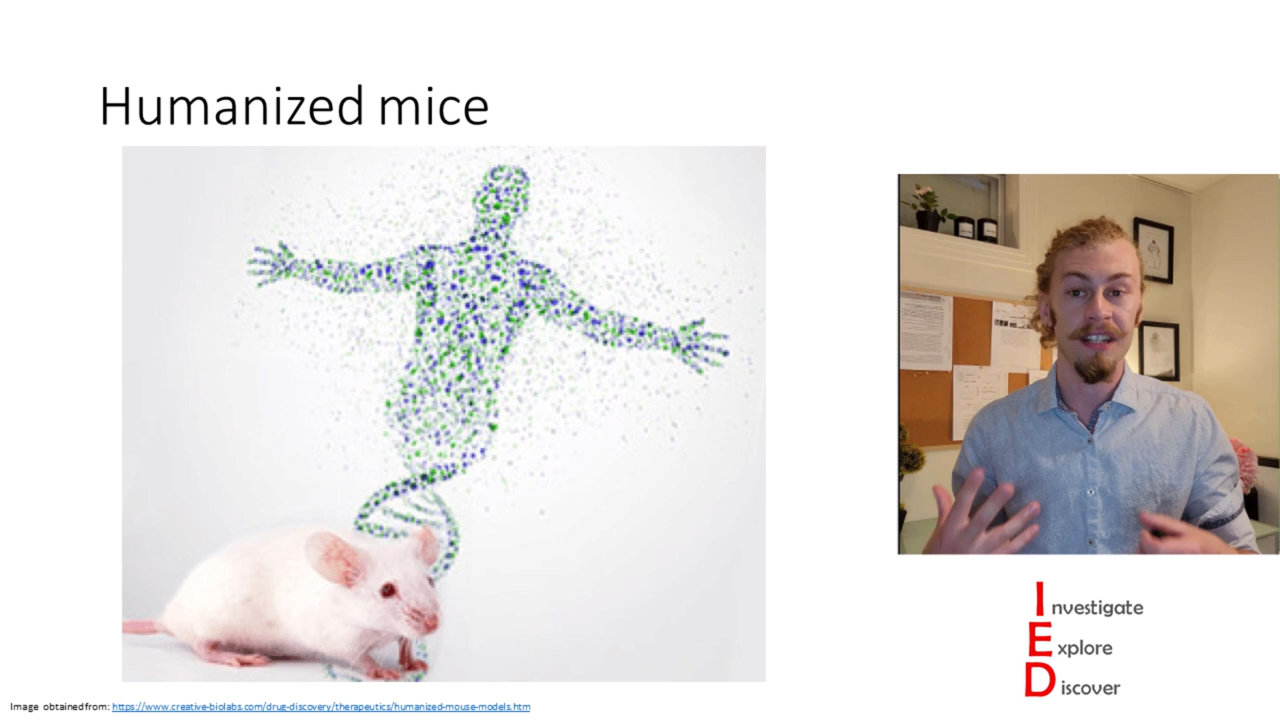 Humanized mice
Investigate
Explore
Discover
Image obtained from: https://www.creative-biolabs.com/drug-discovery/therapeutics/humanized-mouse-models.htm